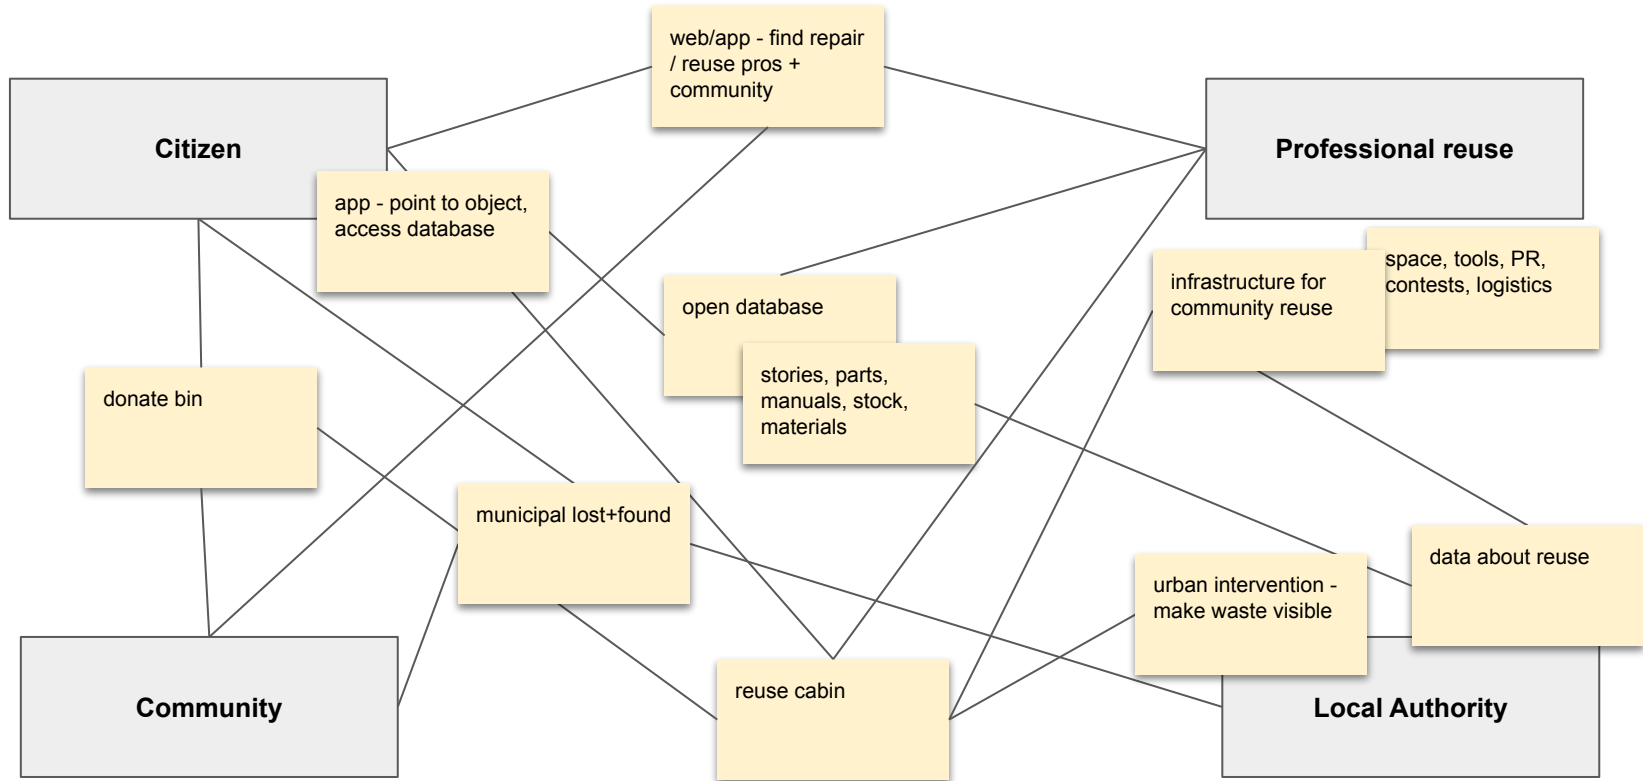 web/app - find repair
/ reuse pros +
community
Citizen
Professional reuse
app - point to object,
access database
space, tools, PR,
contests, logistics
infrastructure for
community reuse
open database
stories, parts,
manuals, stock,
materials
donate bin
municipal lost+found
data about reuse
urban intervention -
make waste visible
reuse cabin
Community
Local Authority